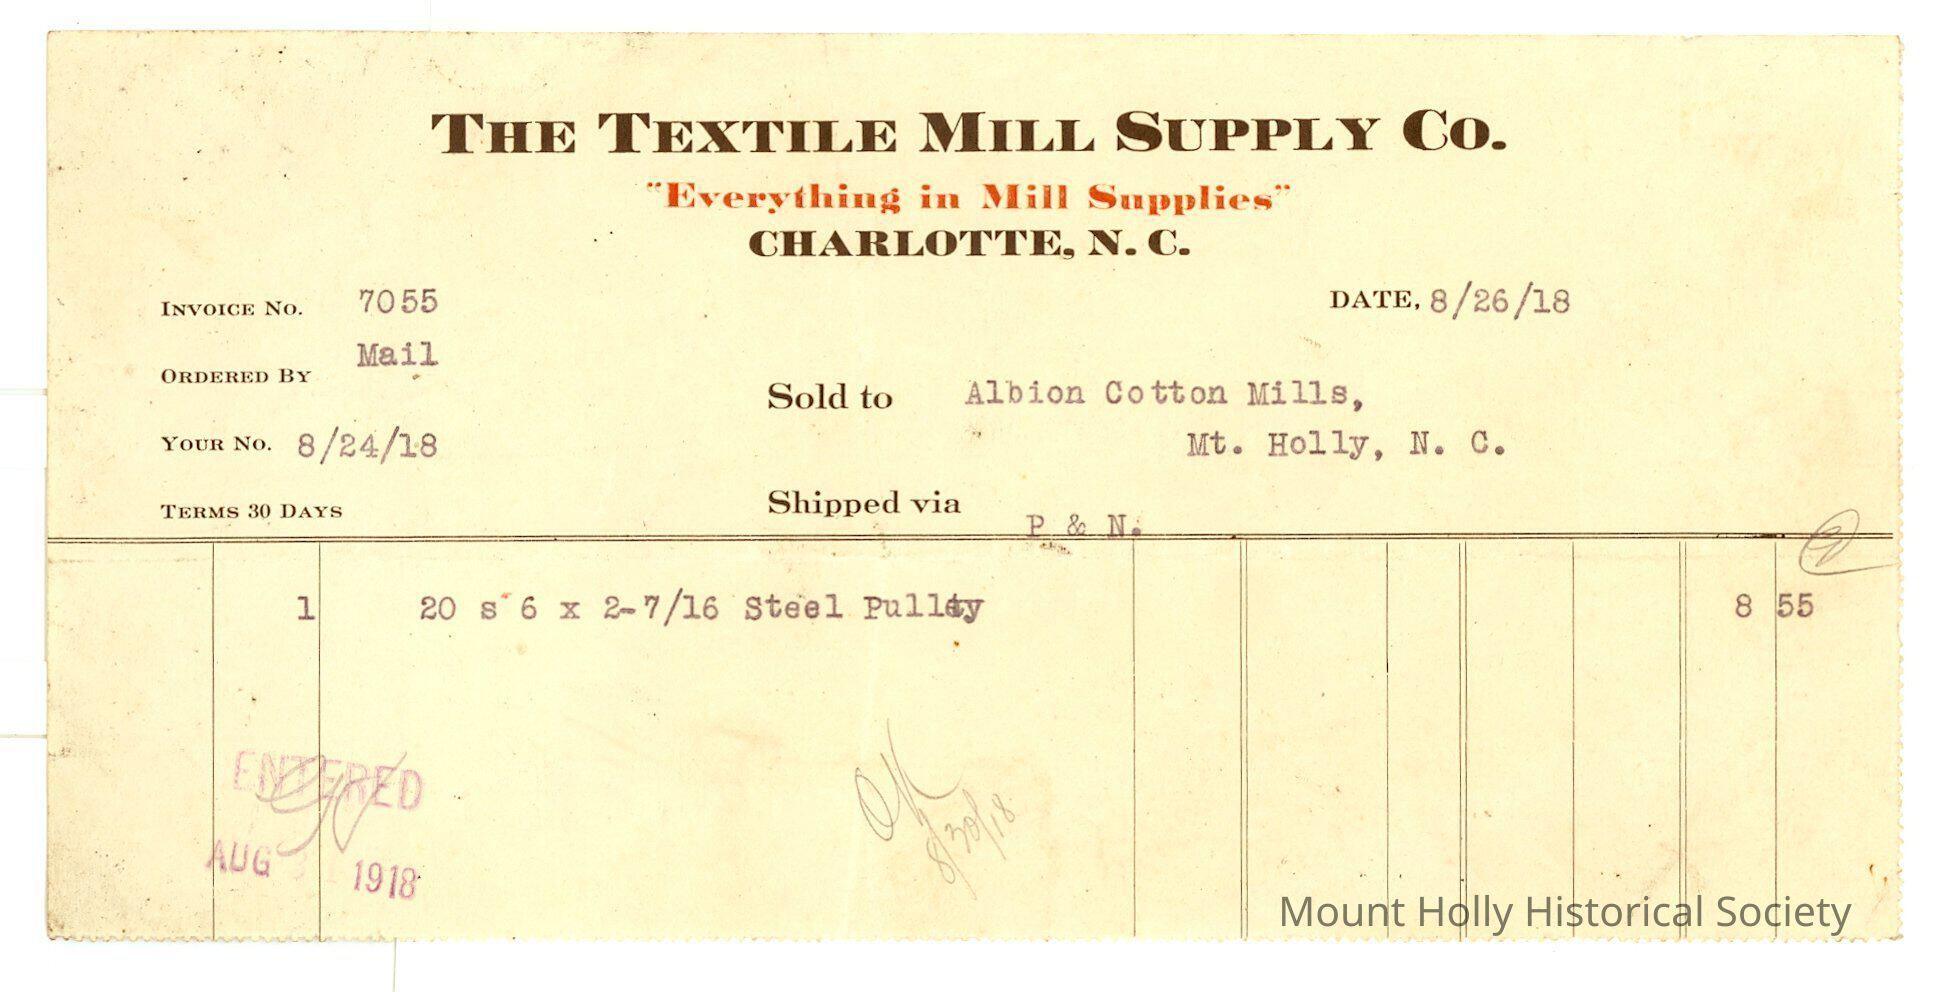 THE TEXTILE MILL SUPPLY CO.
"Everything in Mill Supplies"
CHARLOTTE, N. C.
INVOICE NO. 7055
DATE, 8/26/18
ORDERED BY Mail
Sold to Albion Cotton Mills,
YOUR NO. 8/24/18
Mt. Holly, N. C.
TERMS 30 DAYS
Shipped via P & N.
1 20 s 6 x 2-7/16 Steel Pulley 8 55
ENTERED
AUG 1918
OK
8/30/18
Mount Holly Historical Society